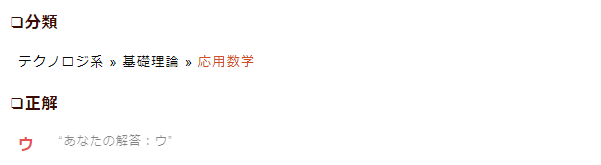 ❏分類
テクノロジ系 » 基礎理論 » 応用数学
❏正解
ウ “あなたの解答：ウ”